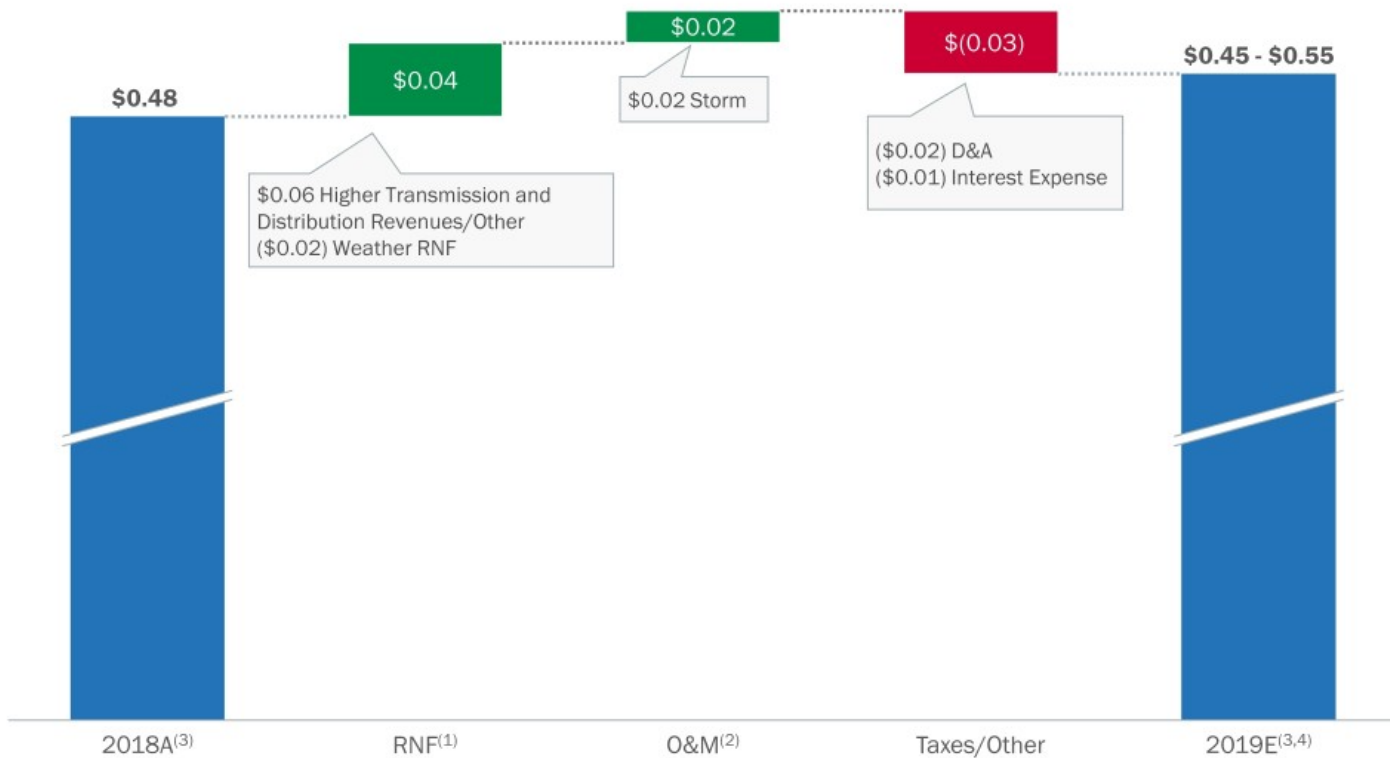 $0.02
$0.04
$(0.03)
$0.45 - $0.55
$0.48
$0.02 Storm
($0.02) D&A
($0.01) Interest Expense
$0.06 Higher Transmission and
Distribution Revenues/Other
($0.02) Weather RNF
2018A(3)
RNF(1)
O&M(2)
Taxes/Other
2019E(3,4)